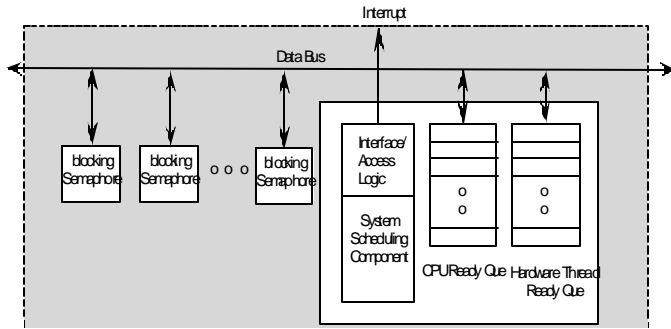 Interrupt
Data Bus
blocking
Semaphore
blocking
Semaphore
o o o
blocking
Semaphore
Interface/
Access
Logic
System
Scheduling
Component
o
o
o
o
CPU Ready Que
Hardware Thread
Ready Que